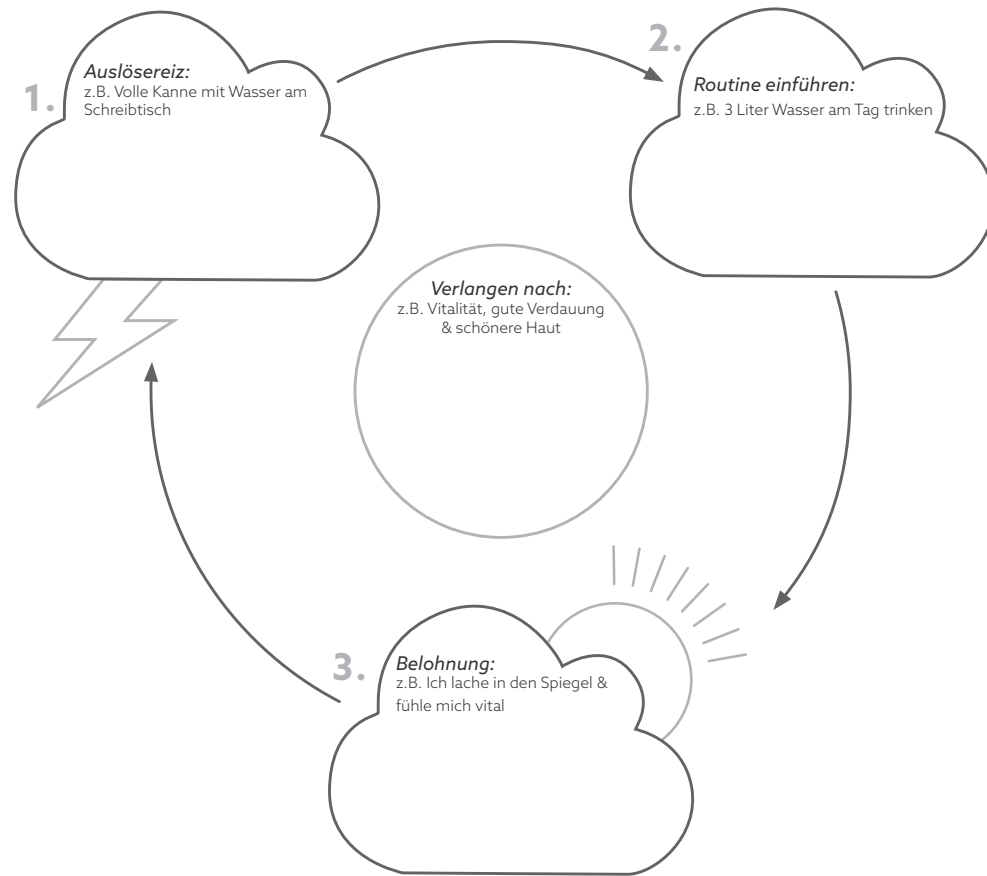 1.
Auslösereiz:
z.B. Volle Kanne mit Wasser am
Schreibtisch
2.
Routine einführen:
z.B. 3 Liter Wasser am Tag trinken
Verlangen nach:
z.B. Vitalität, gute Verdauung
& schönere Haut
3.
Belohnung:
z.B. Ich lache in den Spiegel &
fühle mich vital